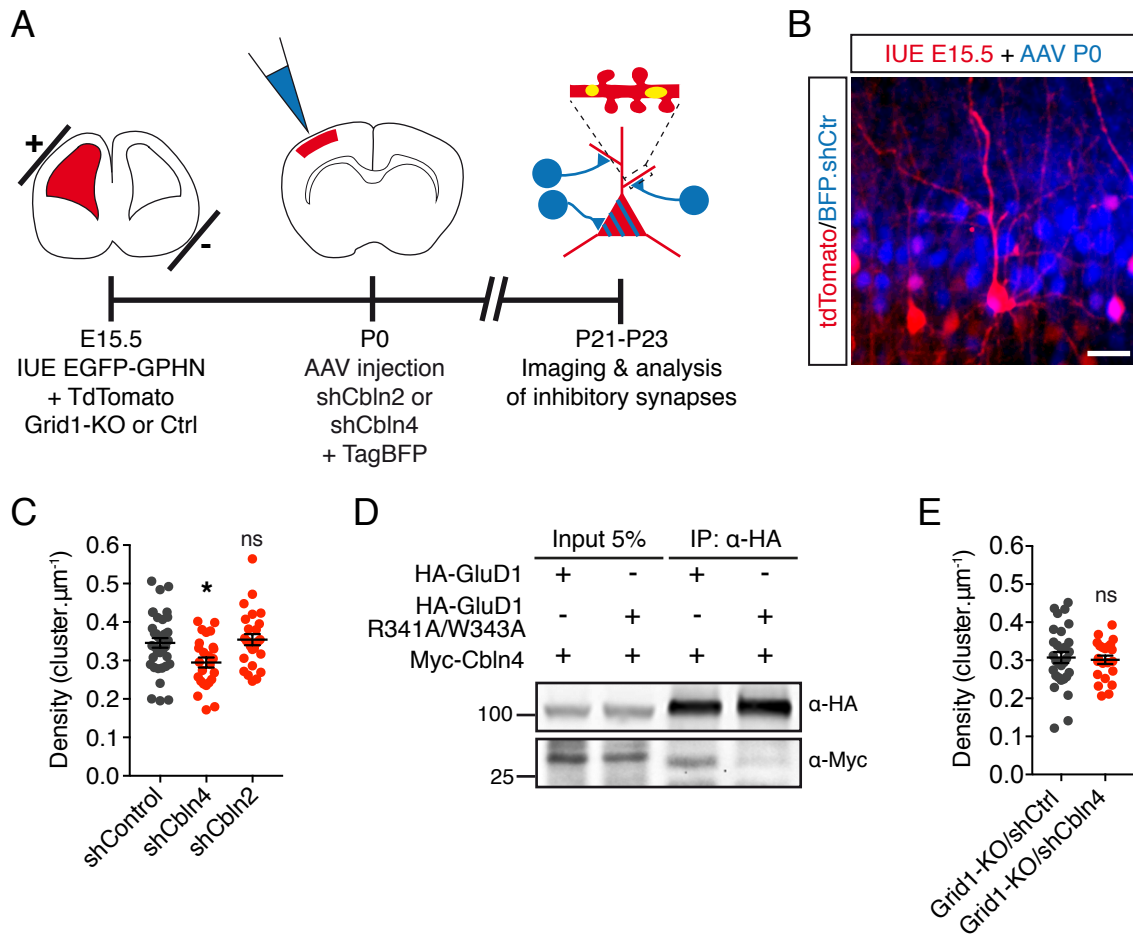 A
+
-
E15.5
IUE EGFP-GPHN
+ TdTomato
Grid1-KO or Ctrl
P0
AAV injection
shCbln2 or
shCbln4
+ TagBFP
P21-P23
Imaging & analysis
of inhibitory synapses
B
IUE E15.5 + AAV P0
tdTomato/BFP.shCtr
C
Density (cluster.µm⁻¹)
0.6
0.5
0.4
0.3
0.2
0.1
0.0
*
ns
shControl
shCbln4
shCbln2
D
Input 5% IP: α-HA
HA-GluD1 + - + -
HA-GluD1
R341A/W343A - + - +
Myc-Cbln4 + + + +
100
α-HA
25
α-Myc
E
Density (cluster.µm⁻¹)
0.6
0.5
0.4
0.3
0.2
0.1
0.0
ns
Grid1-KO/shCtrl
Grid1-KO/shCbln4